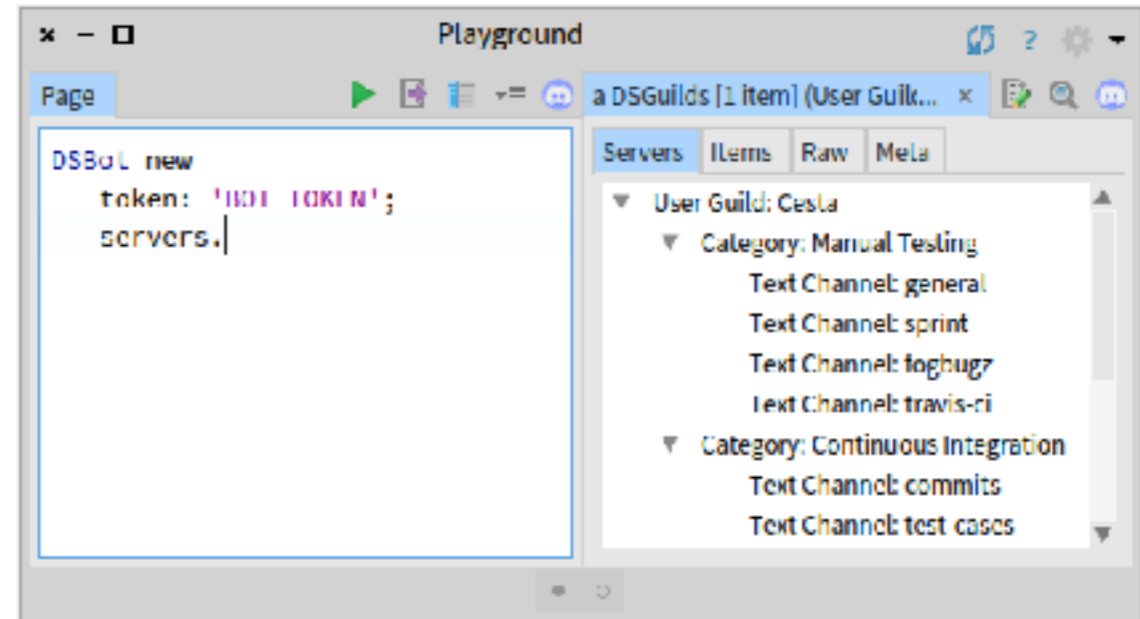 Playground
?
Page
a DSGuilds [1 item] (User Guil...
DSBot new
token: 'BOT TOKEN';
servers.
Servers Items Raw Meta
User Guild: Cesta
Category: Manual Testing
Text Channel: general
Text Channel: sprint
Text Channel: fogbugz
Text Channel: travis-ci
Category: Continuous Integration
Text Channel: commits
Text Channel: test-cases